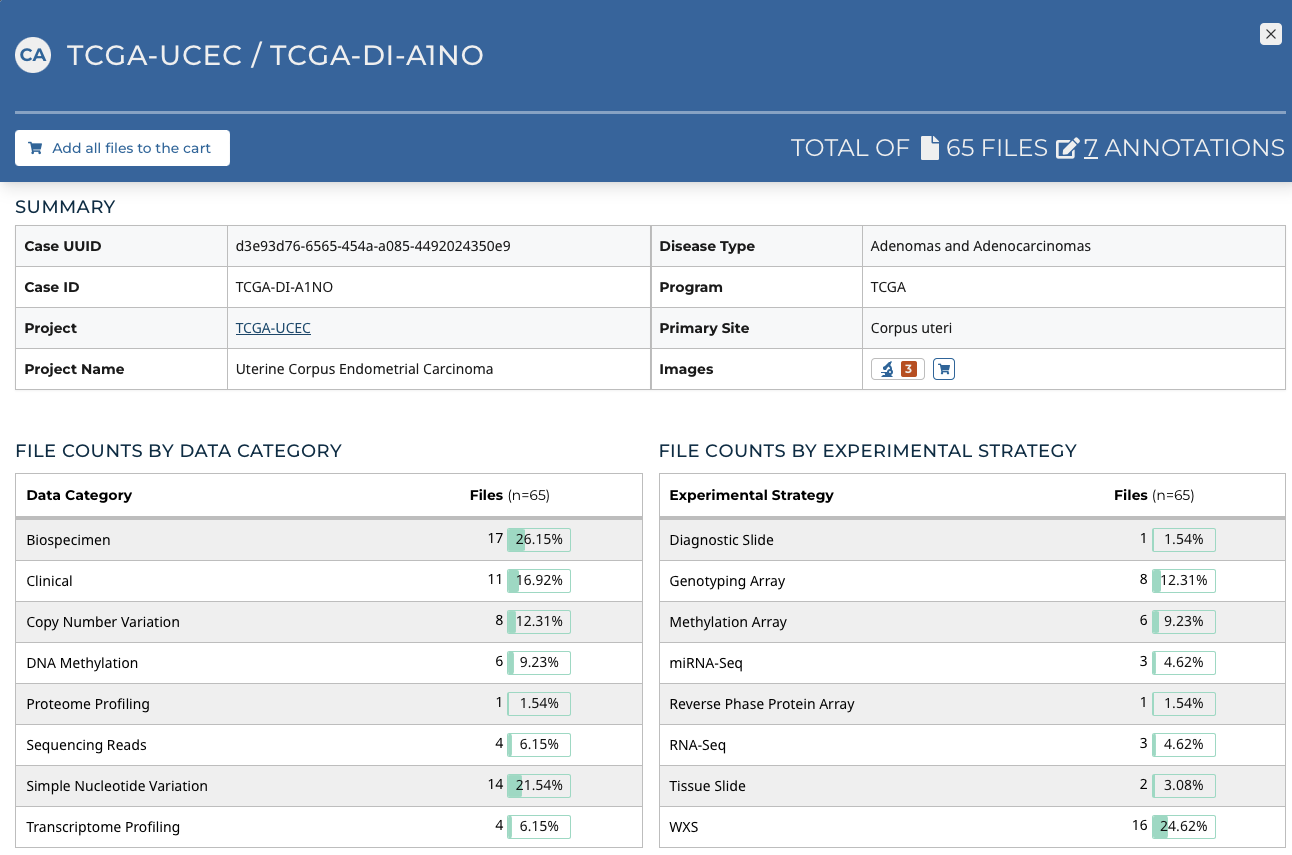 CA TCGA-UCEC / TCGA-DI-A1NO
Add all files to the cart
TOTAL OF 65 FILES 7 ANNOTATIONS
SUMMARY
Case UUID d3e93d76-6565-454a-a085-4492024350e9 Disease Type Adenomas and Adenocarcinomas
Case ID TCGA-DI-A1NO Program TCGA
Project TCGA-UCEC Primary Site Corpus uteri
Project Name Uterine Corpus Endometrial Carcinoma Images 3
FILE COUNTS BY DATA CATEGORY
Data Category Files (n=65)
Biospecimen 17 26.15%
Clinical 11 16.92%
Copy Number Variation 8 12.31%
DNA Methylation 6 9.23%
Proteome Profiling 1 1.54%
Sequencing Reads 4 6.15%
Simple Nucleotide Variation 14 21.54%
Transcriptome Profiling 4 6.15%
FILE COUNTS BY EXPERIMENTAL STRATEGY
Experimental Strategy Files (n=65)
Diagnostic Slide 1 1.54%
Genotyping Array 8 12.31%
Methylation Array 6 9.23%
miRNA-Seq 3 4.62%
Reverse Phase Protein Array 1 1.54%
RNA-Seq 3 4.62%
Tissue Slide 2 3.08%
WXS 16 24.62%